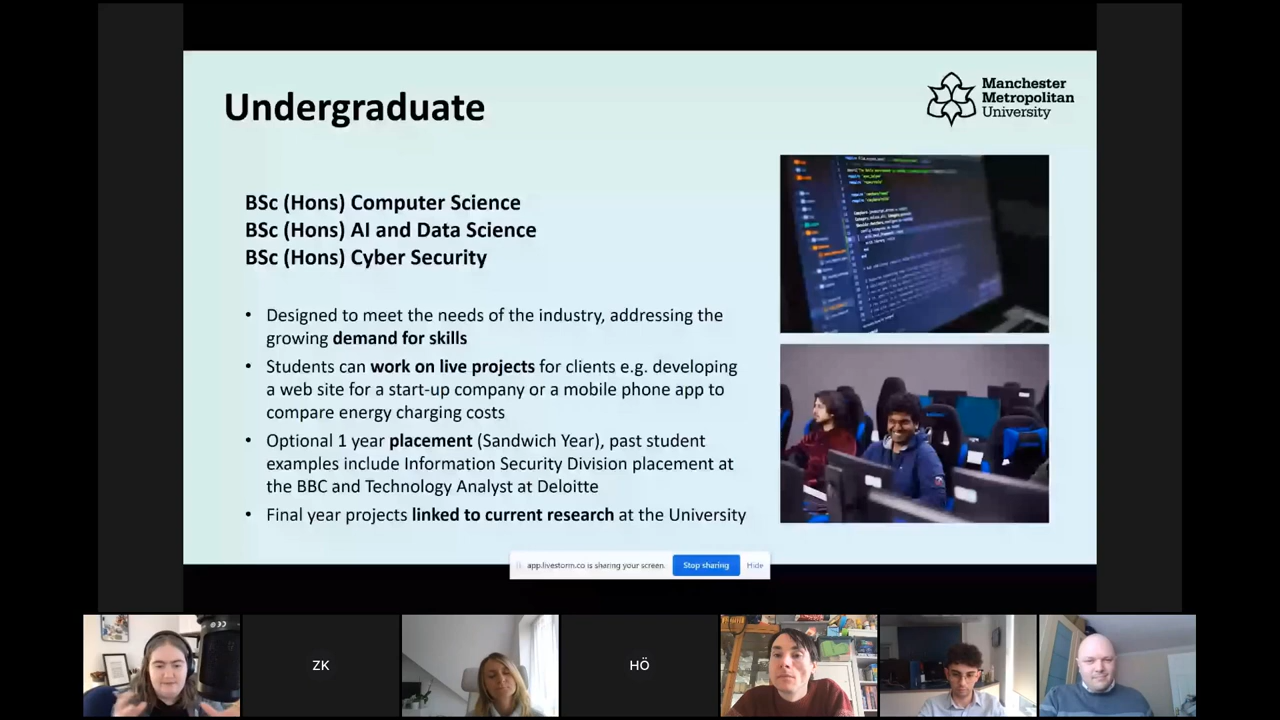 Undergraduate
Manchester
Metropolitan
University
BSc (Hons) Computer Science
BSc (Hons) AI and Data Science
BSc (Hons) Cyber Security
• Designed to meet the needs of the industry, addressing the
growing demand for skills
• Students can work on live projects for clients e.g. developing
a web site for a start-up company or a mobile phone app to
compare energy charging costs
• Optional 1 year placement (Sandwich Year), past student
examples include Information Security Division placement at
the BBC and Technology Analyst at Deloitte
• Final year projects linked to current research at the University
app.livestorm.co is sharing your screen.
Stop sharing
Hide
ZK
HÖ